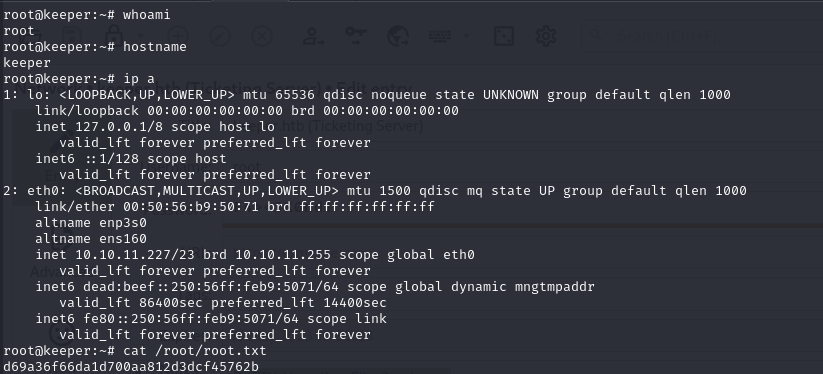 root@keeper:~# whoami
root
root@keeper:~# hostname
keeper
root@keeper:~# ip a
1: lo: <LOOPBACK,UP,LOWER_UP> mtu 65536 qdisc noqueue state UNKNOWN group default qlen 1000
    link/loopback 00:00:00:00:00:00 brd 00:00:00:00:00:00
    inet 127.0.0.1/8 scope host lo
       valid_lft forever preferred_lft forever
    inet6 ::1/128 scope host
       valid_lft forever preferred_lft forever
2: eth0: <BROADCAST,MULTICAST,UP,LOWER_UP> mtu 1500 qdisc mq state UP group default qlen 1000
    link/ether 00:50:56:b9:50:71 brd ff:ff:ff:ff:ff:ff
    altname enp3s0
    altname ens160
    inet 10.10.11.227/23 brd 10.10.11.255 scope global eth0
       valid_lft forever preferred_lft forever
    inet6 dead:beef::250:56ff:feb9:5071/64 scope global dynamic mngtmpaddr
       valid_lft 86400sec preferred_lft 14400sec
    inet6 fe80::250:56ff:feb9:5071/64 scope link
       valid_lft forever preferred_lft forever
root@keeper:~# cat /root/root.txt
d69a36f66da1d700aa812d3dcf45762b